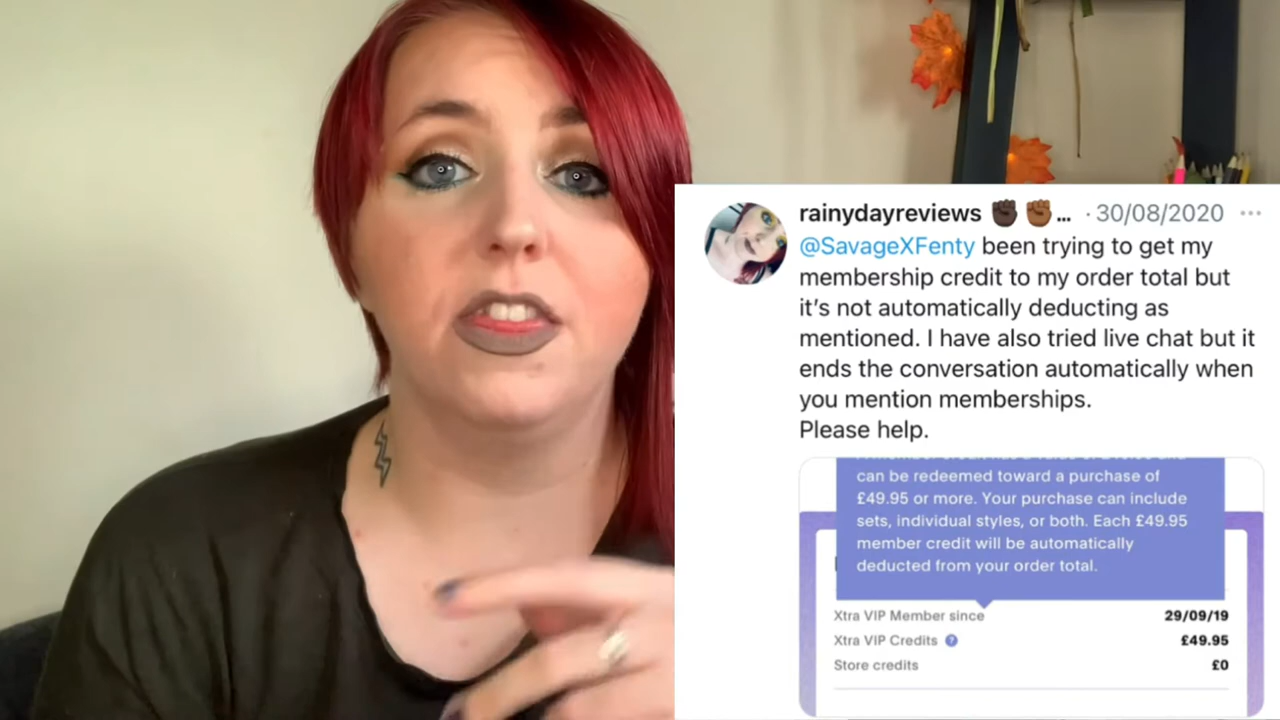 rainydayreviews ✊🏿 ✊🏾 ... · 30/08/2020 ...
@SavageXFenty been trying to get my
membership credit to my order total but
it's not automatically deducting as
mentioned. I have also tried live chat but it
ends the conversation automatically when
you mention memberships.
Please help.
can be redeemed toward a purchase of
£49.95 or more. Your purchase can include
sets, individual styles, or both. Each £49.95
member credit will be automatically
deducted from your order total.
Xtra VIP Member since 29/09/19
Xtra VIP Credits ? £49.95
Store credits £0